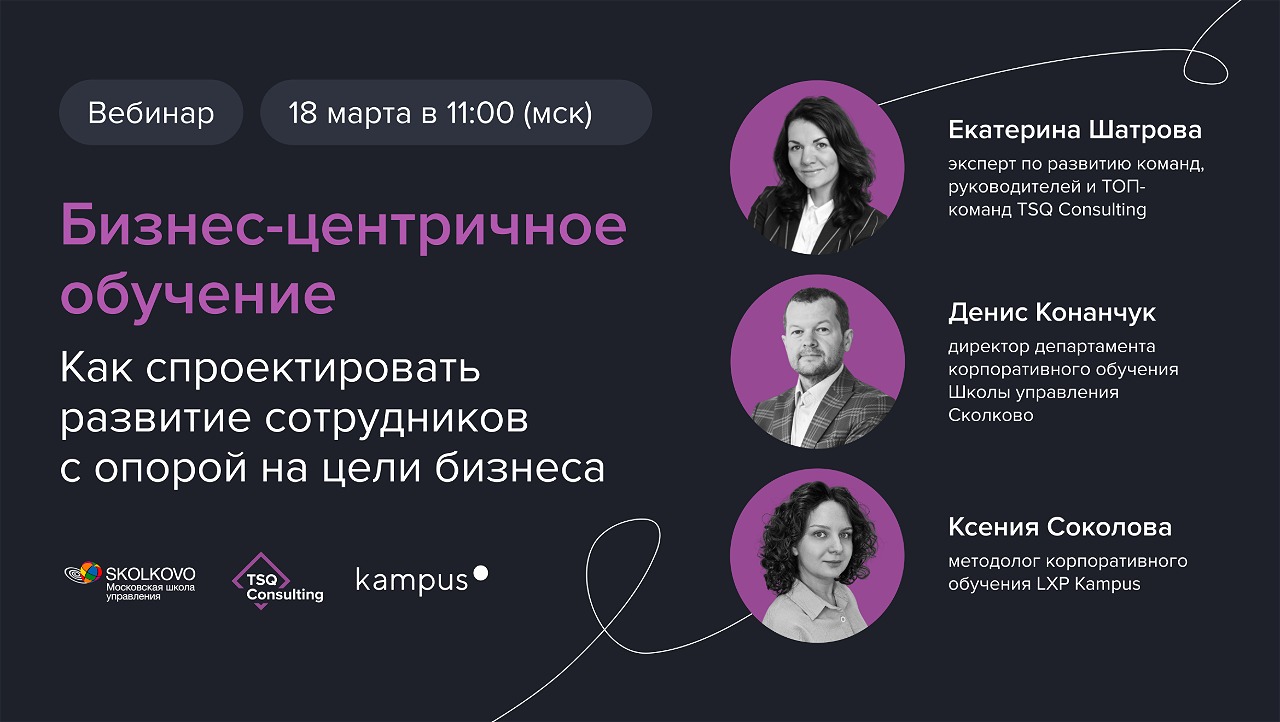 Вебинар
18 марта в 11:00 (мск)
Бизнес-центричное
обучение
Как спроектировать
развитие сотрудников
с опорой на цели бизнеса
SKOLKOVO
Московская школа
управления
TSQ
Consulting
kampus
Екатерина Шатрова
эксперт по развитию команд,
руководителей и ТОП-
команд TSQ Consulting
Денис Конанчук
директор департамента
корпоративного обучения
Школы управления
Сколково
Ксения Соколова
методолог корпоративного
обучения LXP Kampus